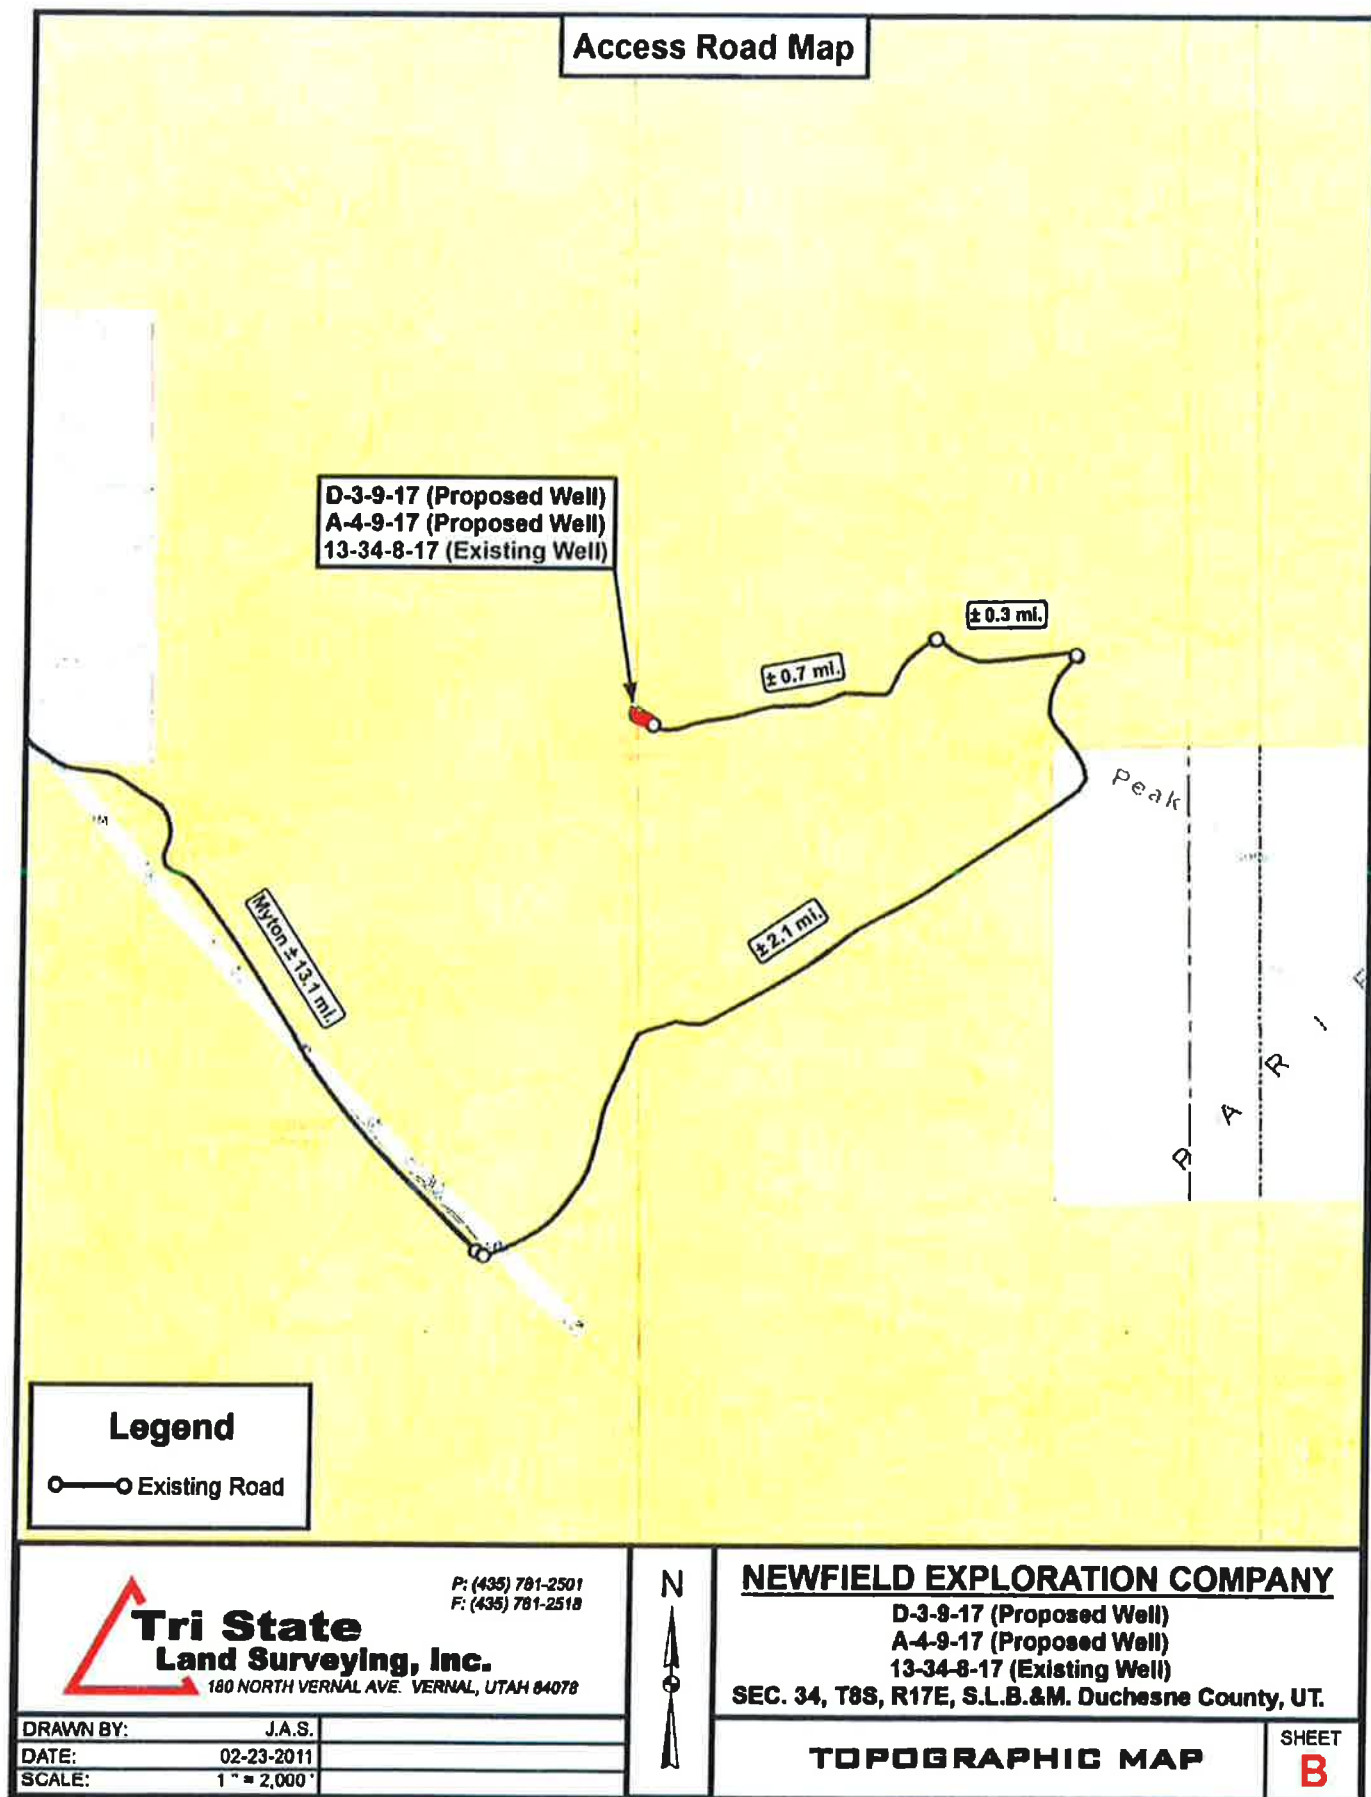 Access Road Map
D-3-9-17 (Proposed Well)
A-4-9-17 (Proposed Well)
13-34-8-17 (Existing Well)
± 0.3 mi.
± 0.7 mi.
Peak
Myton ± 13.1 mi.
± 2.1 mi.
P A R I
Legend
Existing Road
P: (435) 781-2501
F: (435) 781-2518
Tri State
Land Surveying, Inc.
180 NORTH VERNAL AVE. VERNAL, UTAH 84078
DRAWN BY: J.A.S.
DATE: 02-23-2011
SCALE: 1" = 2,000'
N
NEWFIELD EXPLORATION COMPANY
D-3-9-17 (Proposed Well)
A-4-9-17 (Proposed Well)
13-34-8-17 (Existing Well)
SEC. 34, T8S, R17E, S.L.B.&M. Duchesne County, UT.
TOPOGRAPHIC MAP
SHEET
B